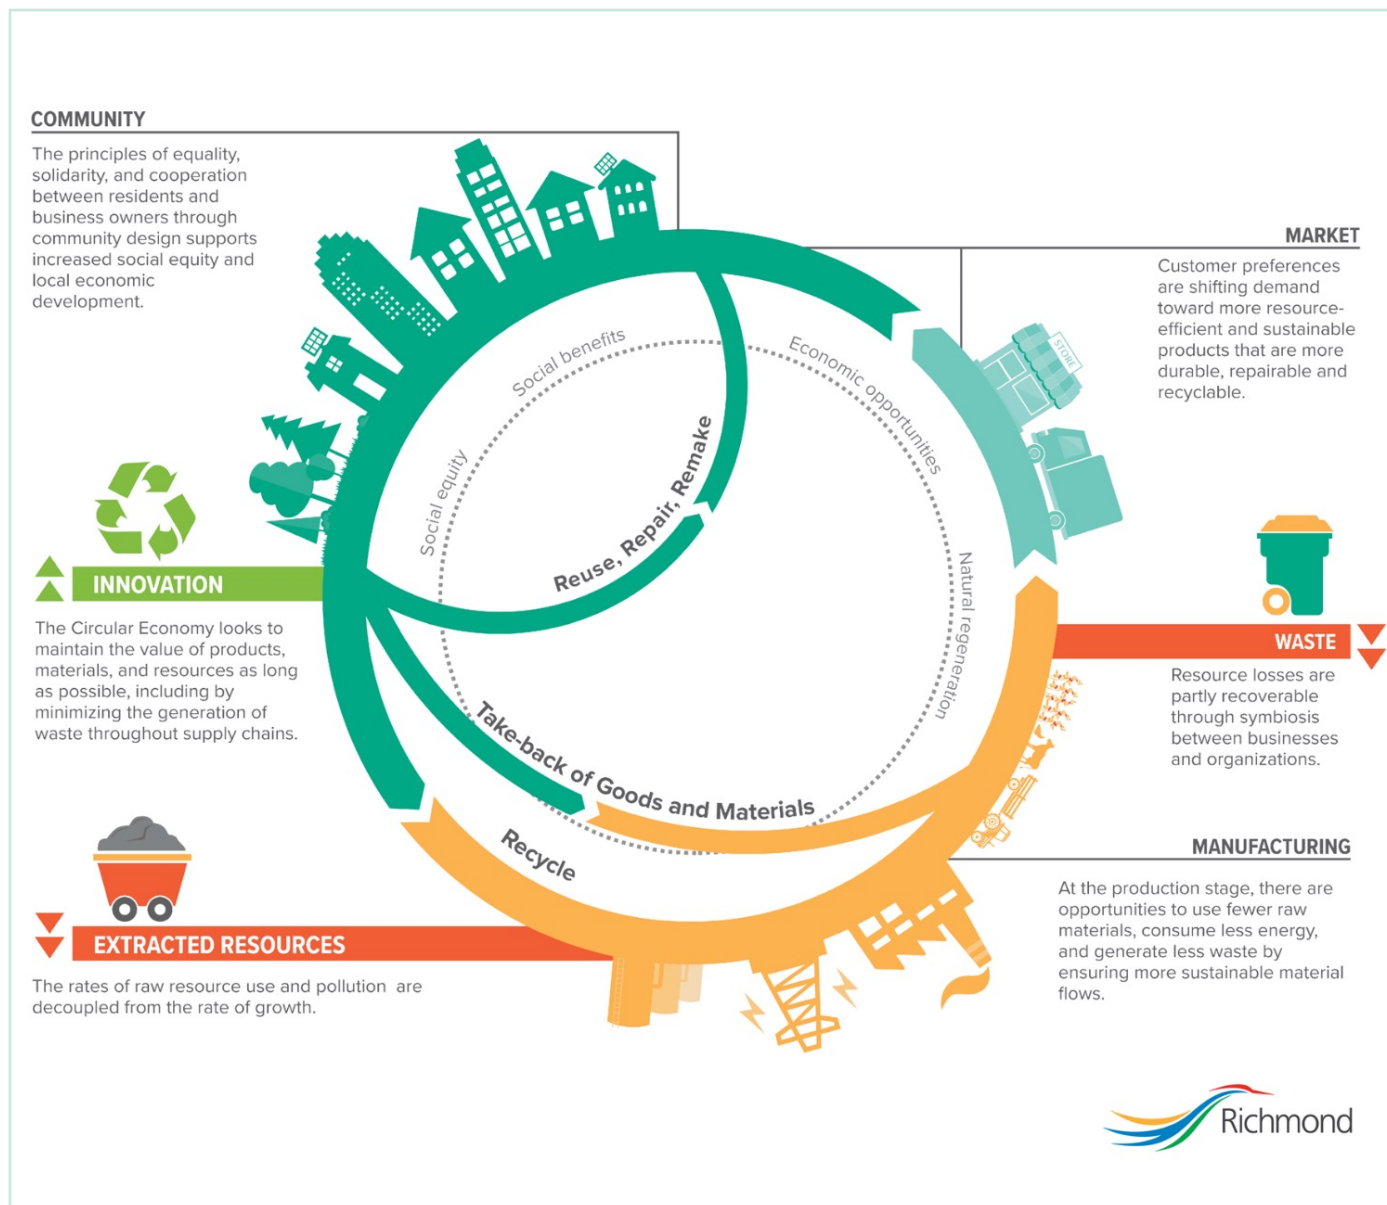 COMMUNITY
The principles of equality,
solidarity, and cooperation
between residents and
business owners through
community design supports
increased social equity and
local economic
development.
MARKET
Customer preferences
are shifting demand
toward more resource-
efficient and sustainable
products that are more
durable, repairable and
recyclable.
STORE
Social equity
Social benefits
Economic opportunities
Natural regeneration
Reuse, Repair, Remake
Take-back of Goods and Materials
Recycle
INNOVATION
The Circular Economy looks to
maintain the value of products,
materials, and resources as long
as possible, including by
minimizing the generation of
waste throughout supply chains.
WASTE
Resource losses are
partly recoverable
through symbiosis
between businesses
and organizations.
EXTRACTED RESOURCES
The rates of raw resource use and pollution are
decoupled from the rate of growth.
MANUFACTURING
At the production stage, there are
opportunities to use fewer raw
materials, consume less energy,
and generate less waste by
ensuring more sustainable material
flows.
Richmond